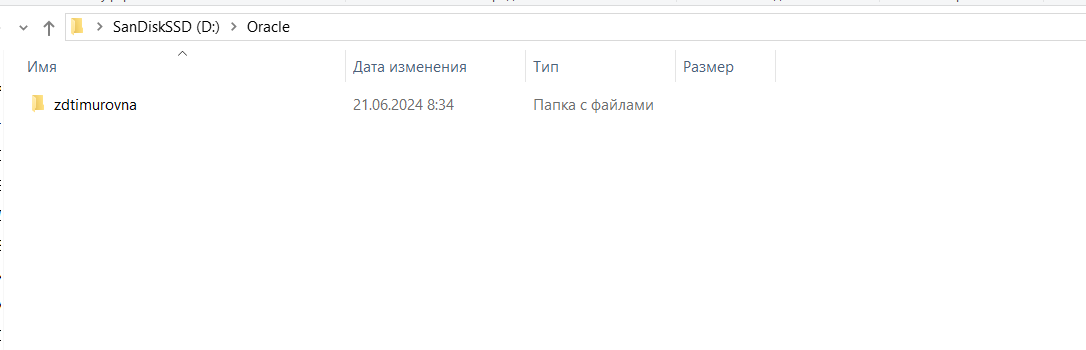 SanDiskSSD (D:) > Oracle
Имя Дата изменения Тип Размер
zdtimurovna 21.06.2024 8:34 Папка с файлами